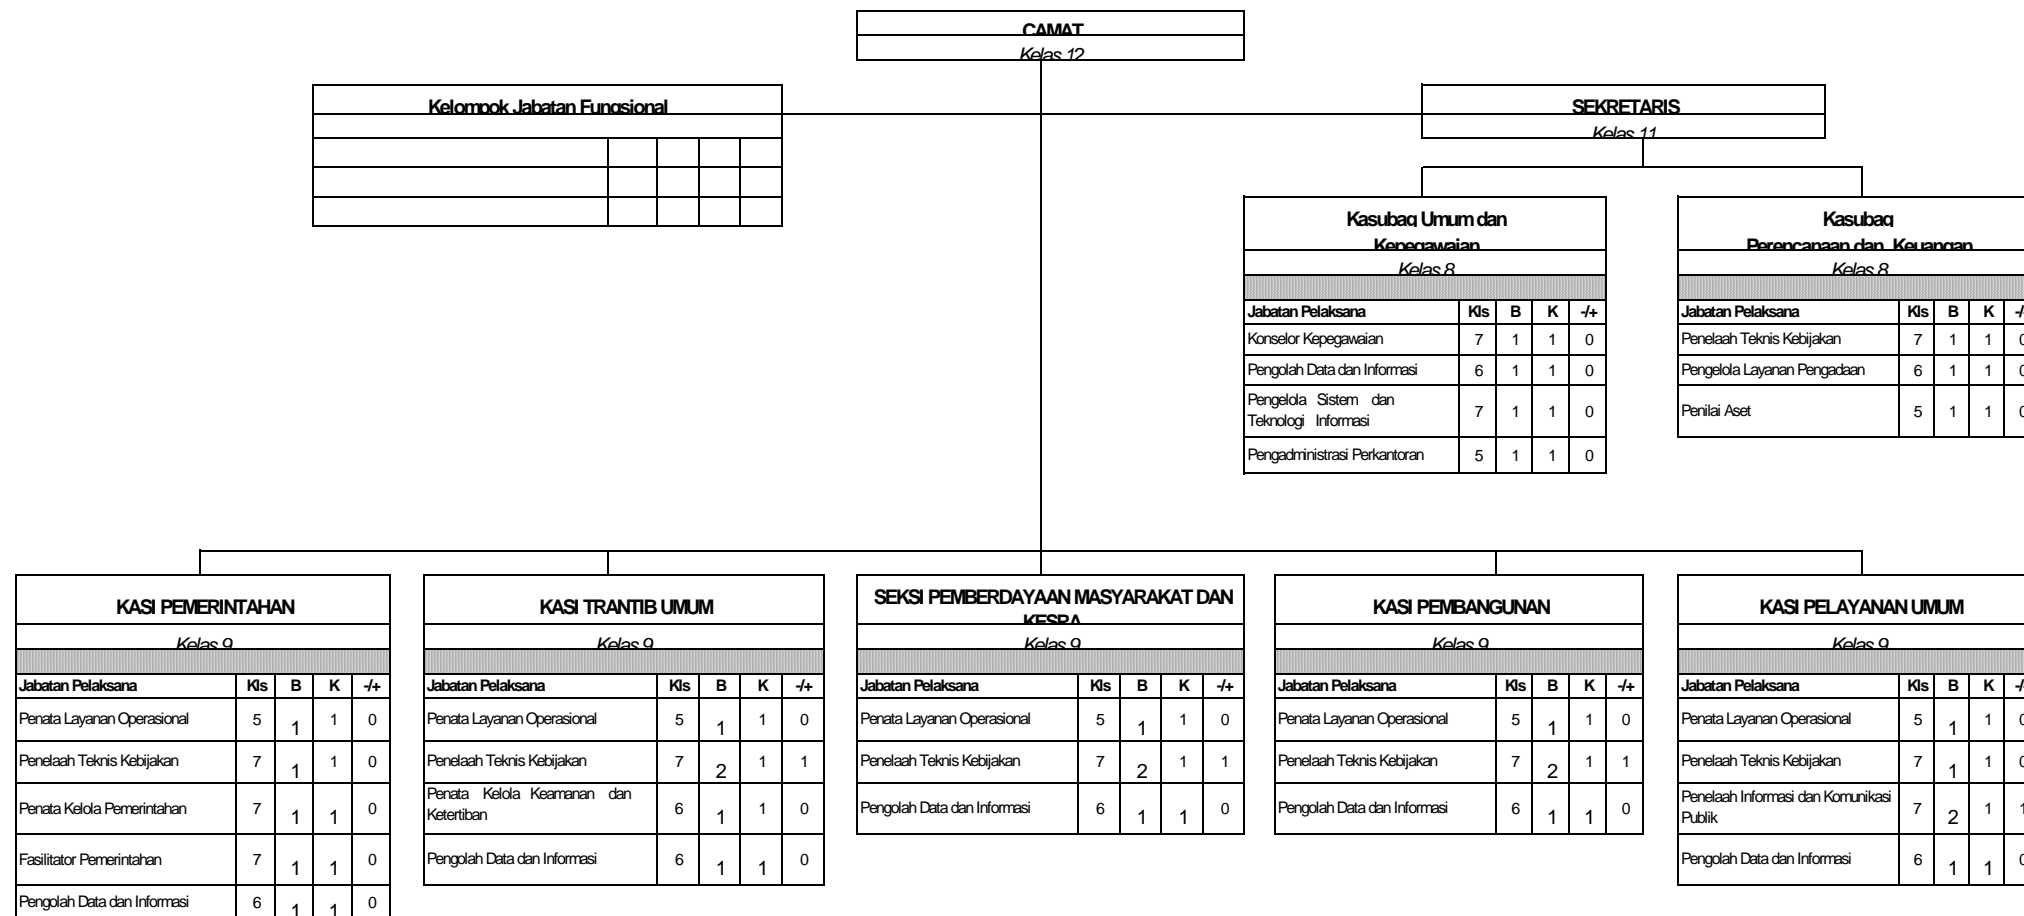 CAMAT
Kelas 12
Kelompok Jabatan Fungsional
SEKRETARIS
Kelas 11
Kasubag Umum dan
Kepegawaian
Kelas 8
Jabatan Pelaksana Kls B K -/+
Konselor Kepegawaian 7 1 1 0
Pengolah Data dan Informasi 6 1 1 0
Pengelola Sistem dan
Teknologi Informasi 7 1 1 0
Pengadministrasi Perkantoran 5 1 1 0
Kasubag
Perencanaan dan Keuangan
Kelas 8
Jabatan Pelaksana Kls B K -/
Penelaah Teknis Kebijakan 7 1 1 0
Pengelola Layanan Pengadaan 6 1 1 0
Penilai Aset 5 1 1 0
KASI PEMERINTAHAN
Kelas 9
Jabatan Pelaksana Kls B K -/+
Penata Layanan Operasional 5 1 1 0
Penelaah Teknis Kebijakan 7 1 1 0
Penata Kelola Pemerintahan 7 1 1 0
Fasilitator Pemerintahan 7 1 1 0
Pengolah Data dan Informasi 6 1 1 0
KASI TRANTIB UMUM
Kelas 9
Jabatan Pelaksana Kls B K -/+
Penata Layanan Operasional 5 1 1 0
Penelaah Teknis Kebijakan 7 2 1 1
Penata Kelola Keamanan dan
Ketertiban 6 1 1 0
Pengolah Data dan Informasi 6 1 1 0
SEKSI PEMBERDAYAAN MASYARAKAT DAN
KESRA
Kelas 9
Jabatan Pelaksana Kls B K -/+
Penata Layanan Operasional 5 1 1 0
Penelaah Teknis Kebijakan 7 2 1 1
Pengolah Data dan Informasi 6 1 1 0
KASI PEMBANGUNAN
Kelas 9
Jabatan Pelaksana Kls B K -/+
Penata Layanan Operasional 5 1 1 0
Penelaah Teknis Kebijakan 7 2 1 1
Pengolah Data dan Informasi 6 1 1 0
KASI PELAYANAN UMUM
Kelas 9
Jabatan Pelaksana Kls B K -/
Penata Layanan Operasional 5 1 1 0
Penelaah Teknis Kebijakan 7 1 1 0
Penelaah Informasi dan Komunikasi
Publik 7 2 1 1
Pengolah Data dan Informasi 6 1 1 0